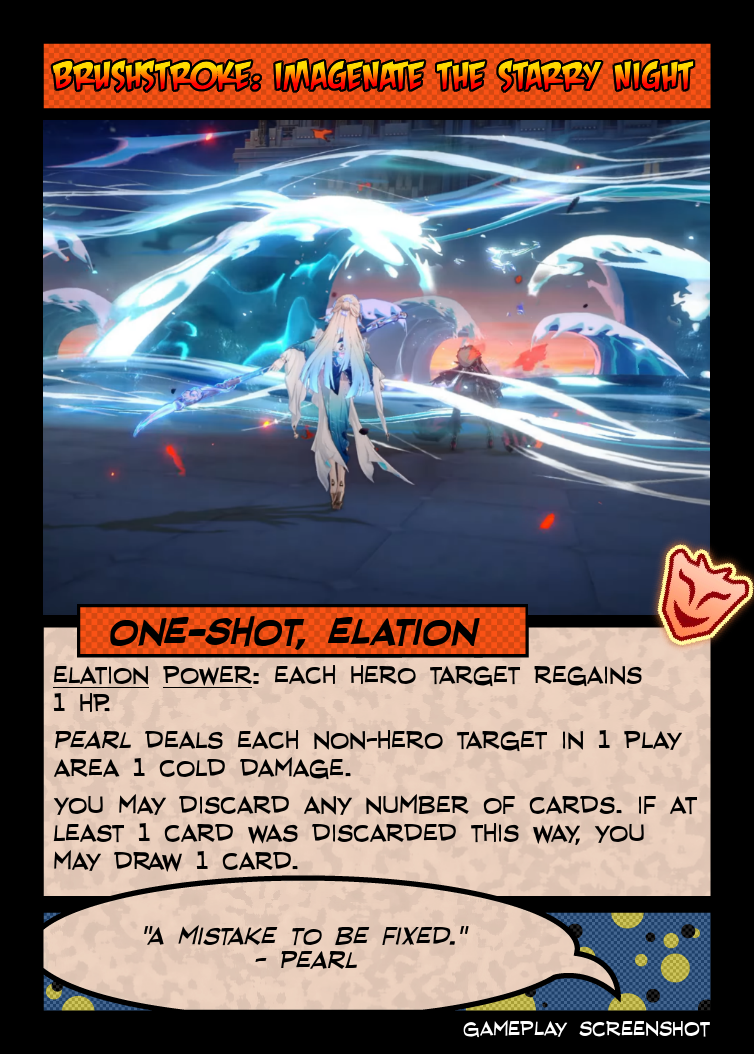 BRUSHSTROKE: IMAGENATE THE STARRY NIGHT
ONE-SHOT, ELATION
ELATION POWER: EACH HERO TARGET REGAINS
1 HP.
PEARL DEALS EACH NON-HERO TARGET IN 1 PLAY
AREA 1 COLD DAMAGE.
YOU MAY DISCARD ANY NUMBER OF CARDS. IF AT
LEAST 1 CARD WAS DISCARDED THIS WAY, YOU
MAY DRAW 1 CARD.
"A MISTAKE TO BE FIXED."
- PEARL
GAMEPLAY SCREENSHOT